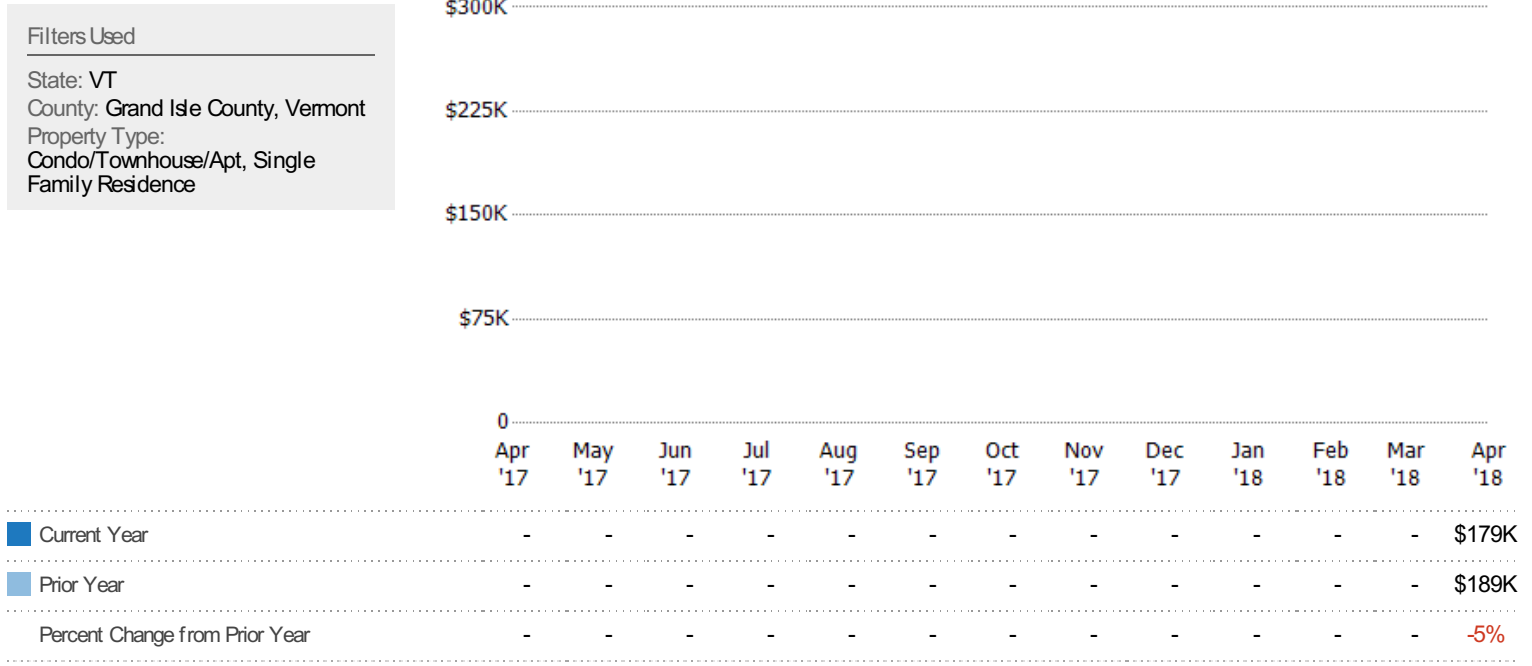 Filters Used
State: VT
County: Grand Isle County, Vermont
Property Type:
Condo/Townhouse/Apt, Single
Family Residence
$300K
$225K
$150K
$75K
0
Apr May Jun Jul Aug Sep Oct Nov Dec Jan Feb Mar Apr
'17 '17 '17 '17 '17 '17 '17 '17 '17 '18 '18 '18 '18
Current Year - - - - - - - - - - - - $179K
Prior Year - - - - - - - - - - - - $189K
Percent Change from Prior Year - - - - - - - - - - - - -5%